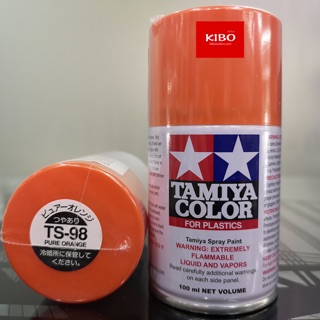 KIBO
TAMIYA
COLOR
FOR PLASTICS
Tamiya Spray Paint
WARNING: EXTREMELY
FLAMMABLE
LIQUID AND VAPORS
Read carefully additional warnings
on each side panel.
100 ml NET VOLUME
ピュアーオレンジ
つやあり
TS-98
PURE ORANGE
冷暗所に保管して
ください。